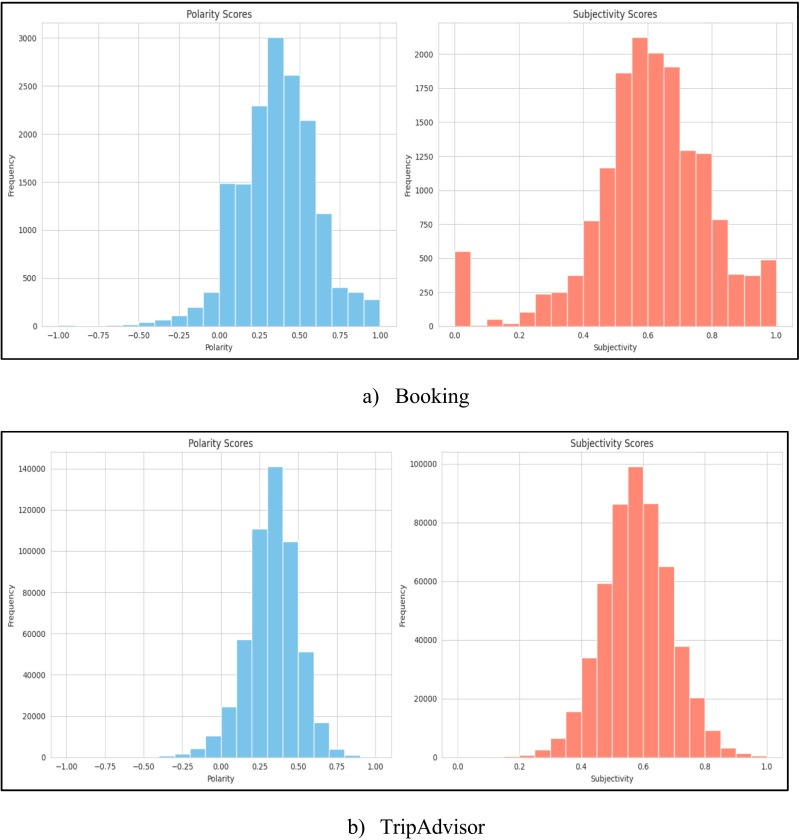 Polarity Scores
Subjectivity Scores
3000
2500
2000
1500
1000
500
0
Frequency
−1.00 −0.75 −0.50 −0.25 0.00 0.25 0.50 0.75 1.00
Polarity
2000
1750
1500
1250
1000
750
500
250
0
Frequency
0.0 0.2 0.4 0.6 0.8 1.0
Subjectivity
a) Booking
Polarity Scores
Subjectivity Scores
140000
120000
100000
80000
60000
40000
20000
0
Frequency
−1.00 −0.75 −0.50 −0.25 0.00 0.25 0.50 0.75 1.00
Polarity
100000
80000
60000
40000
20000
0
Frequency
0.0 0.2 0.4 0.6 0.8 1.0
Subjectivity
b) TripAdvisor